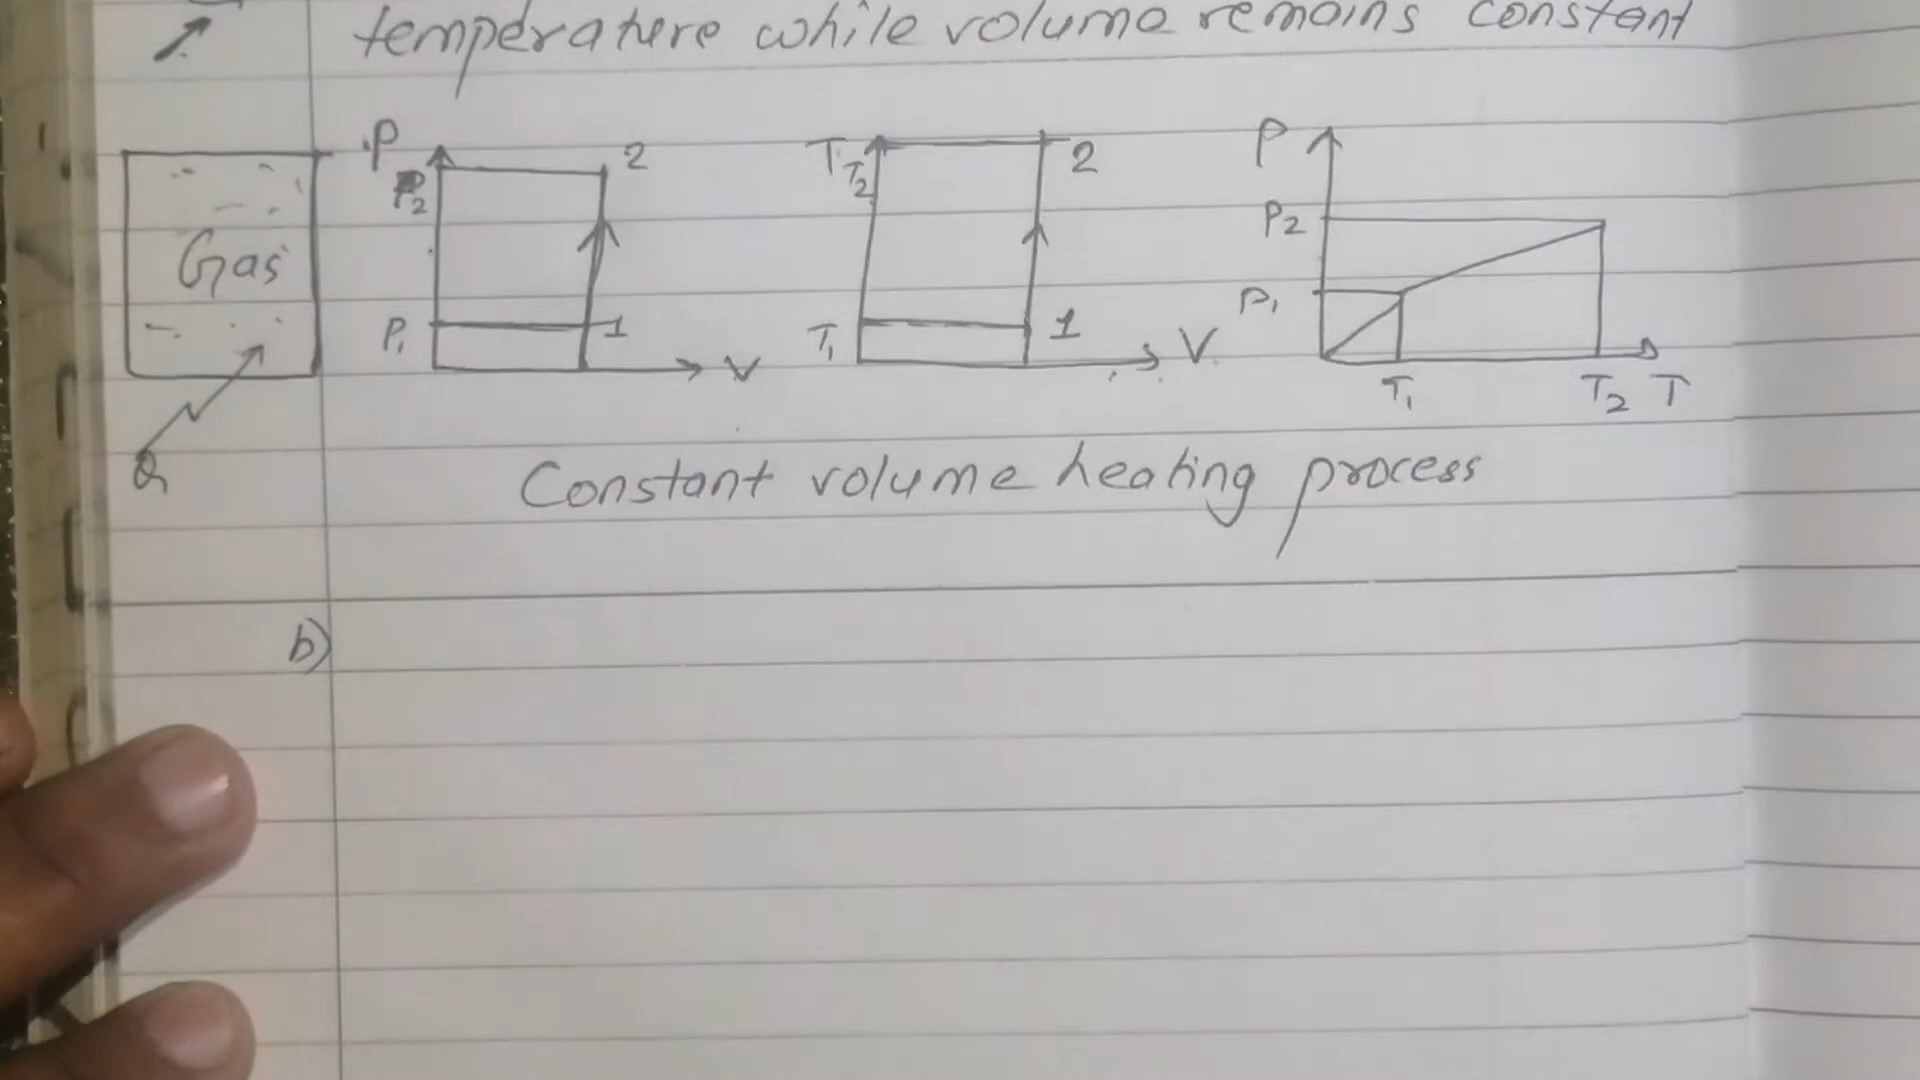 temperature while volume remains constant
P P2 P1 1 2 V
T T2 T1 1 2 V
P P2 P1 T1 T2 T
Gas
Q
Constant volume heating process
b)